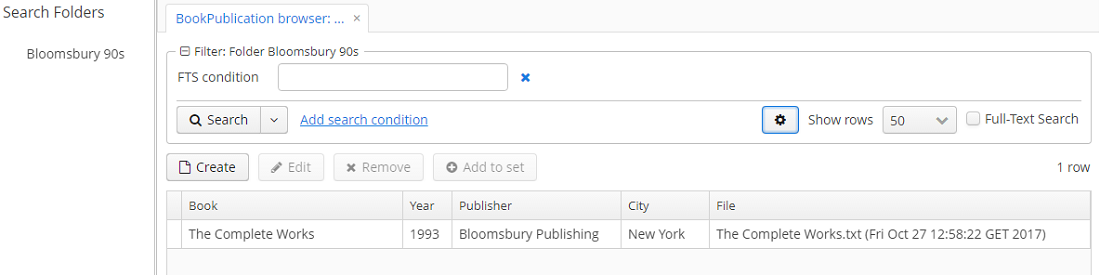 Search Folders
Bloomsbury 90s
BookPublication browser: ...
Filter: Folder Bloomsbury 90s
FTS condition
Search Add search condition Show rows 50 Full-Text Search
Create Edit Remove Add to set 1 row
Book Year Publisher City File
The Complete Works 1993 Bloomsbury Publishing New York The Complete Works.txt (Fri Oct 27 12:58:22 GET 2017)